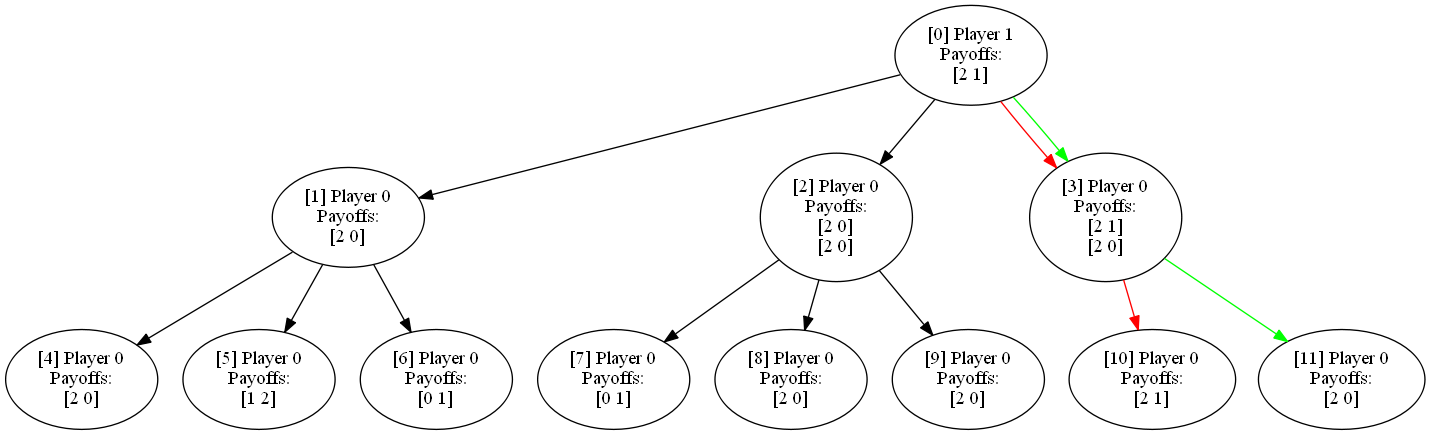 [0] Player 1
Payoffs:
[2 1]
[1] Player 0
Payoffs:
[2 0]
[2] Player 0
Payoffs:
[2 0]
[2 0]
[3] Player 0
Payoffs:
[2 1]
[2 0]
[4] Player 0
Payoffs:
[2 0]
[5] Player 0
Payoffs:
[1 2]
[6] Player 0
Payoffs:
[0 1]
[7] Player 0
Payoffs:
[0 1]
[8] Player 0
Payoffs:
[2 0]
[9] Player 0
Payoffs:
[2 0]
[10] Player 0
Payoffs:
[2 1]
[11] Player 0
Payoffs:
[2 0]